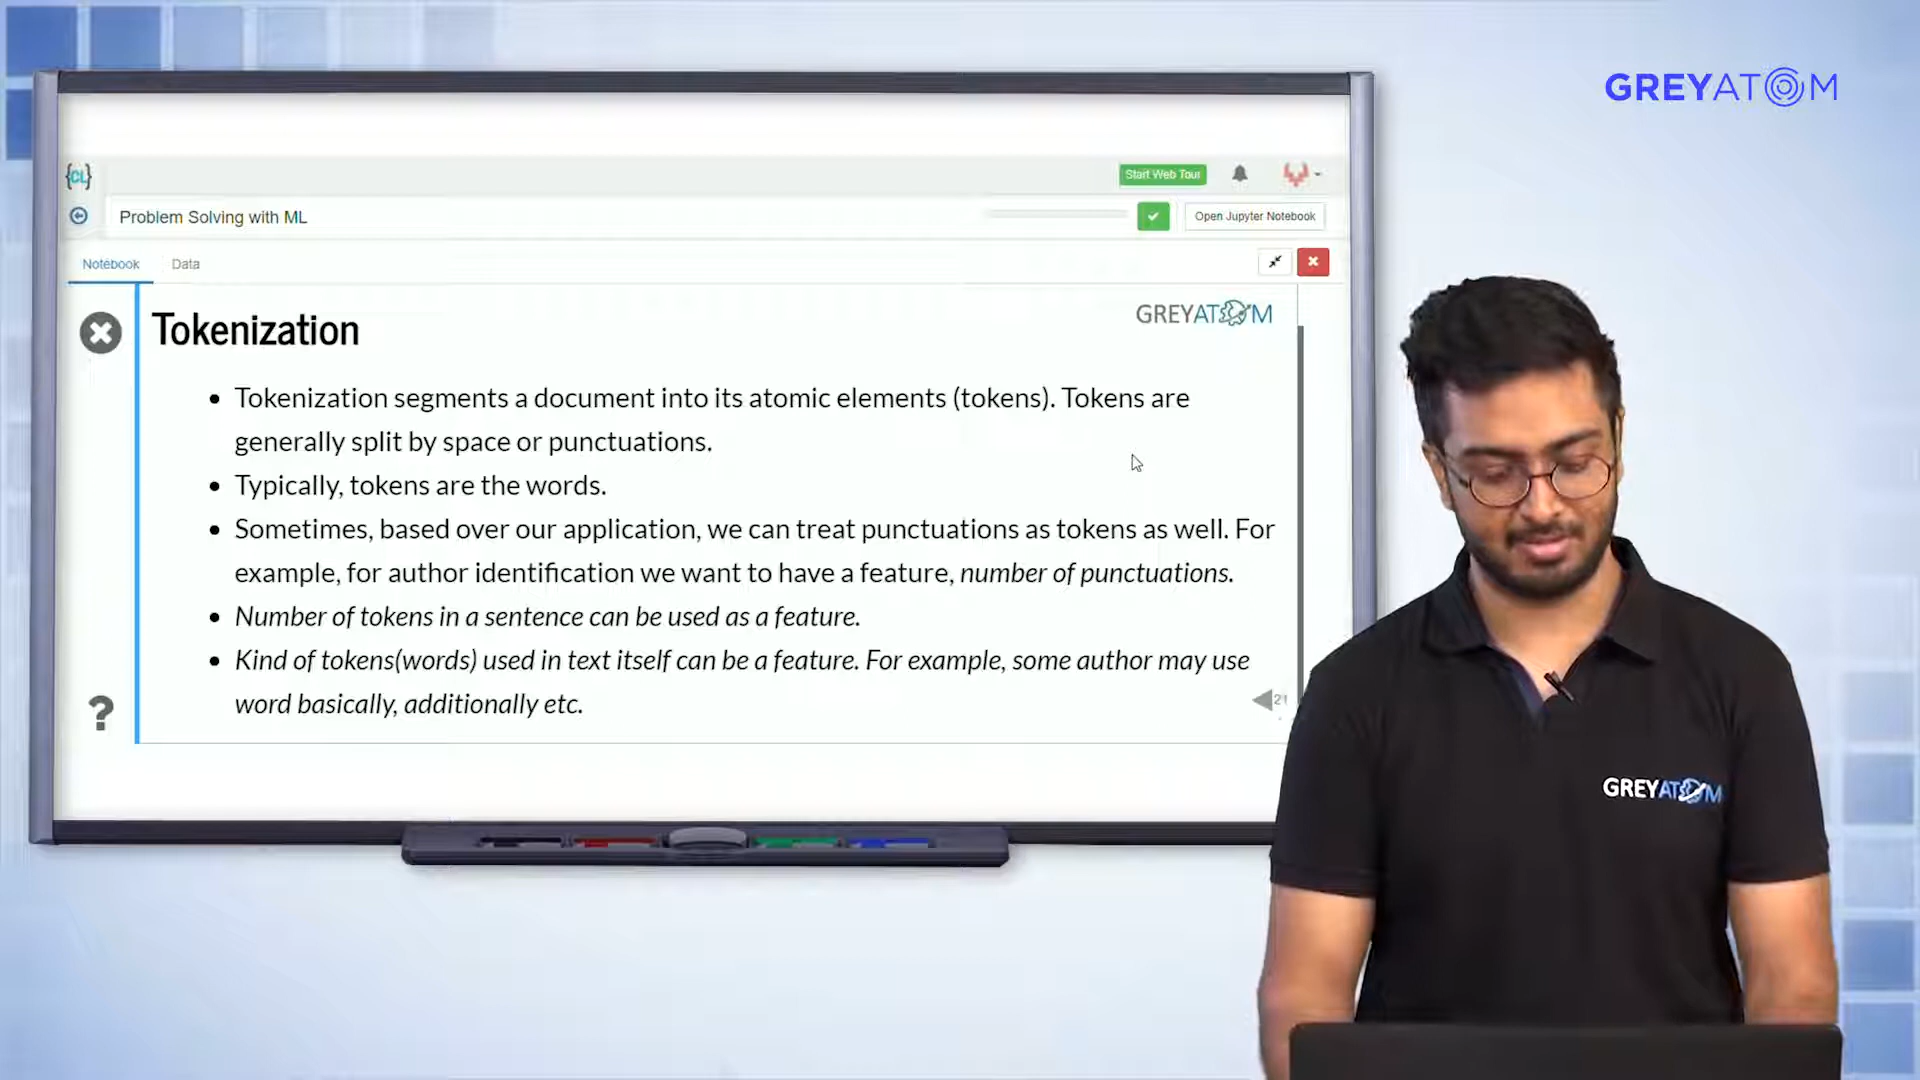 GREYATOM
{CL}
Start Web Tour
Problem Solving with ML
Open Jupyter Notebook
Notebook
Data
GREYATOM
Tokenization
Tokenization segments a document into its atomic elements (tokens). Tokens are
generally split by space or punctuations.
Typically, tokens are the words.
Sometimes, based over our application, we can treat punctuations as tokens as well. For
example, for author identification we want to have a feature, number of punctuations.
Number of tokens in a sentence can be used as a feature.
Kind of tokens(words) used in text itself can be a feature. For example, some author may use
word basically, additionally etc.
?
GREYATOM